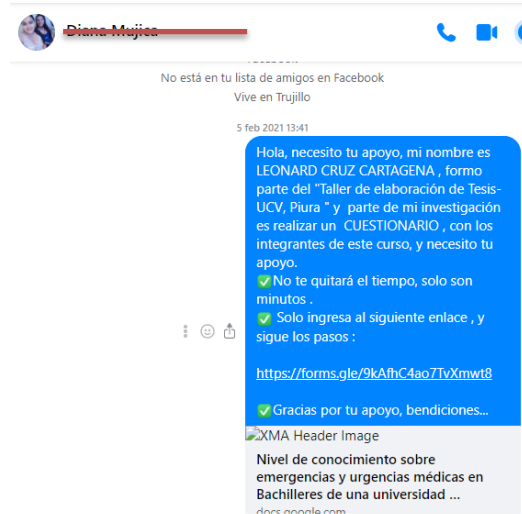 Diana Mujica
No está en tu lista de amigos en Facebook
Vive en Trujillo
5 feb 2021 13:41
Hola, necesito tu apoyo, mi nombre es
LEONARD CRUZ CARTAGENA , formo
parte del "Taller de elaboración de Tesis-
UCV, Piura " y parte de mi investigación
es realizar un CUESTIONARIO , con los
integrantes de este curso, y necesito tu
apoyo.
✅No te quitará el tiempo, solo son
minutos .
✅ Solo ingresa al siguiente enlace , y
sigue los pasos :
https://forms.gle/9kAfhC4ao7TvXmwt8
✅Gracias por tu apoyo, bendiciones...
XMA Header Image
Nivel de conocimiento sobre
emergencias y urgencias médicas en
Bachilleres de una universidad ...
docs.google.com